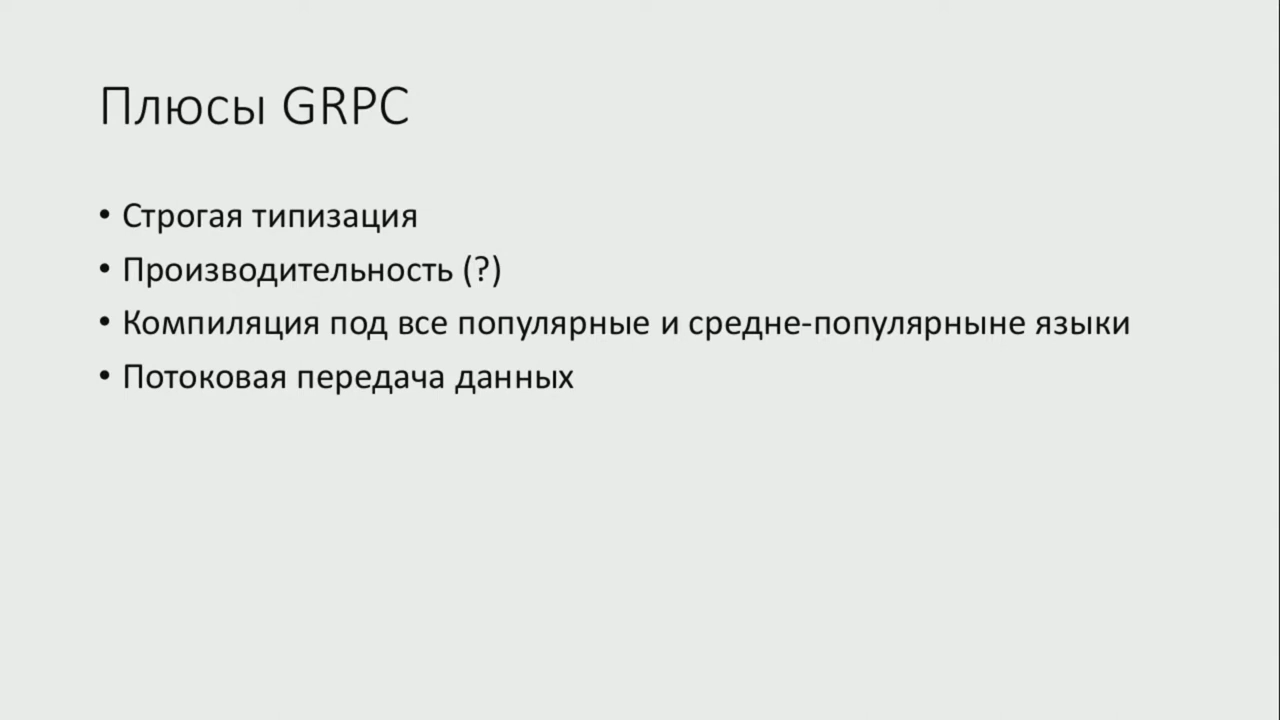 Плюсы GRPC
• Строгая типизация
• Производительность (?)
• Компиляция под все популярные и средне-популярныне языки
• Потоковая передача данных